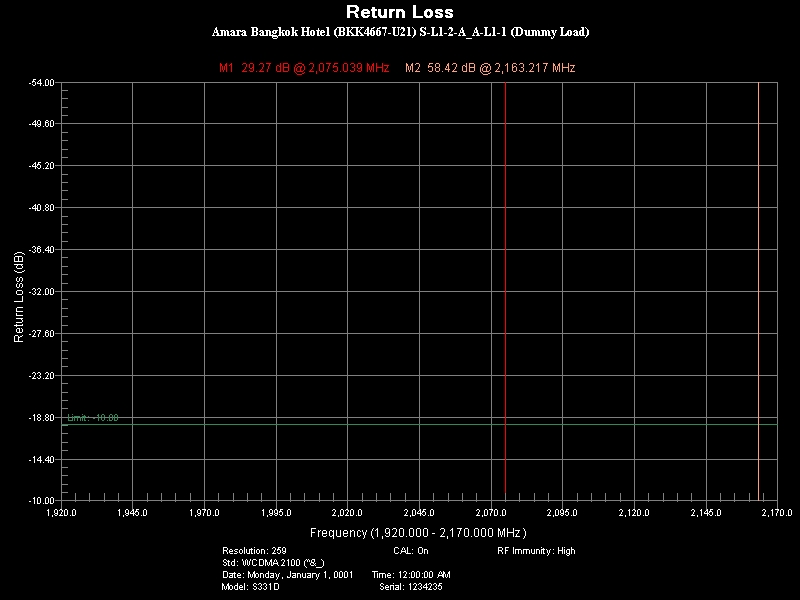 Return Loss
Amara Bangkok Hotel (BKK4667-U21) S-L1-2-A_A-L1-1 (Dummy Load)
M1 29.27 dB @ 2,075.039 MHz M2 58.42 dB @ 2,163.217 MHz
-54.00
-49.60
-45.20
-40.80
-36.40
-32.00
-27.60
-23.20
-18.80
-14.40
-10.00
Return Loss (dB)
1,920.0 1,945.0 1,970.0 1,995.0 2,020.0 2,045.0 2,070.0 2,095.0 2,120.0 2,145.0 2,170.0
Frequency (1,920.000 - 2,170.000 MHz )
Resolution: 259 CAL: On RF Immunity: High
Std: WCDMA 2100 (^&_)
Date: Monday, January 1, 0001 Time: 12:00:00 AM
Model: S331D Serial: 1234235